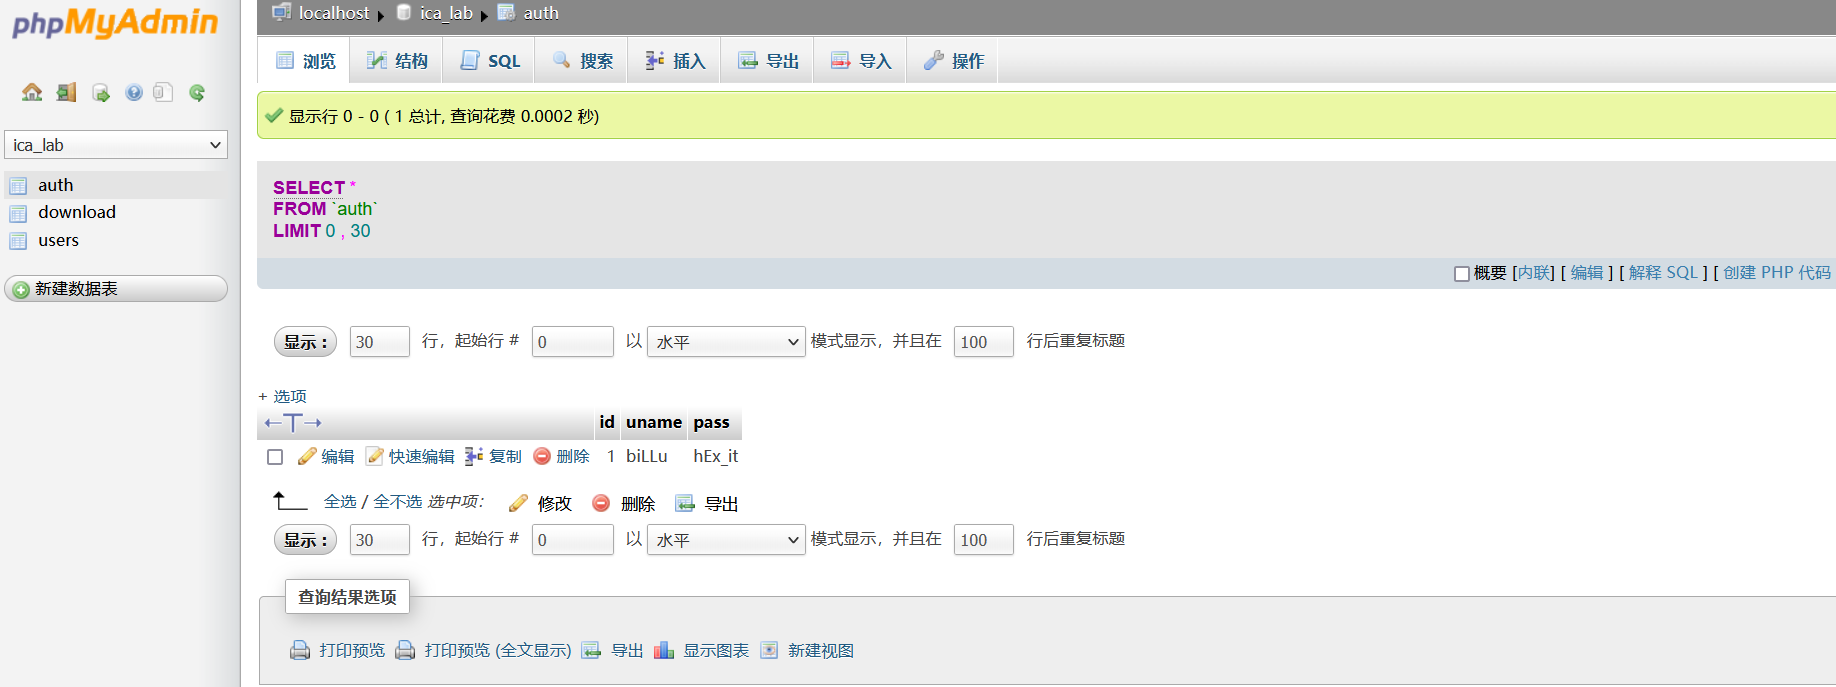 phpMyAdmin
ica_lab
auth
download
users
新建数据表
localhost ica_lab auth
浏览 结构 SQL 搜索 插入 导出 导入 操作
显示行 0 - 0 ( 1 总计, 查询花费 0.0002 秒)
SELECT *
FROM `auth`
LIMIT 0 , 30
概要 [内联] [ 编辑 ] [ 解释 SQL ] [ 创建 PHP 代码
显示 : 30 行，起始行 # 0 以 水平 模式显示，并且在 100 行后重复标题
+ 选项
←T→ id uname pass
编辑 快速编辑 复制 删除 1 biLLu hEx_it
全选 / 全不选 选中项: 修改 删除 导出
显示 : 30 行，起始行 # 0 以 水平 模式显示，并且在 100 行后重复标题
查询结果选项
打印预览 打印预览 (全文显示) 导出 显示图表 新建视图